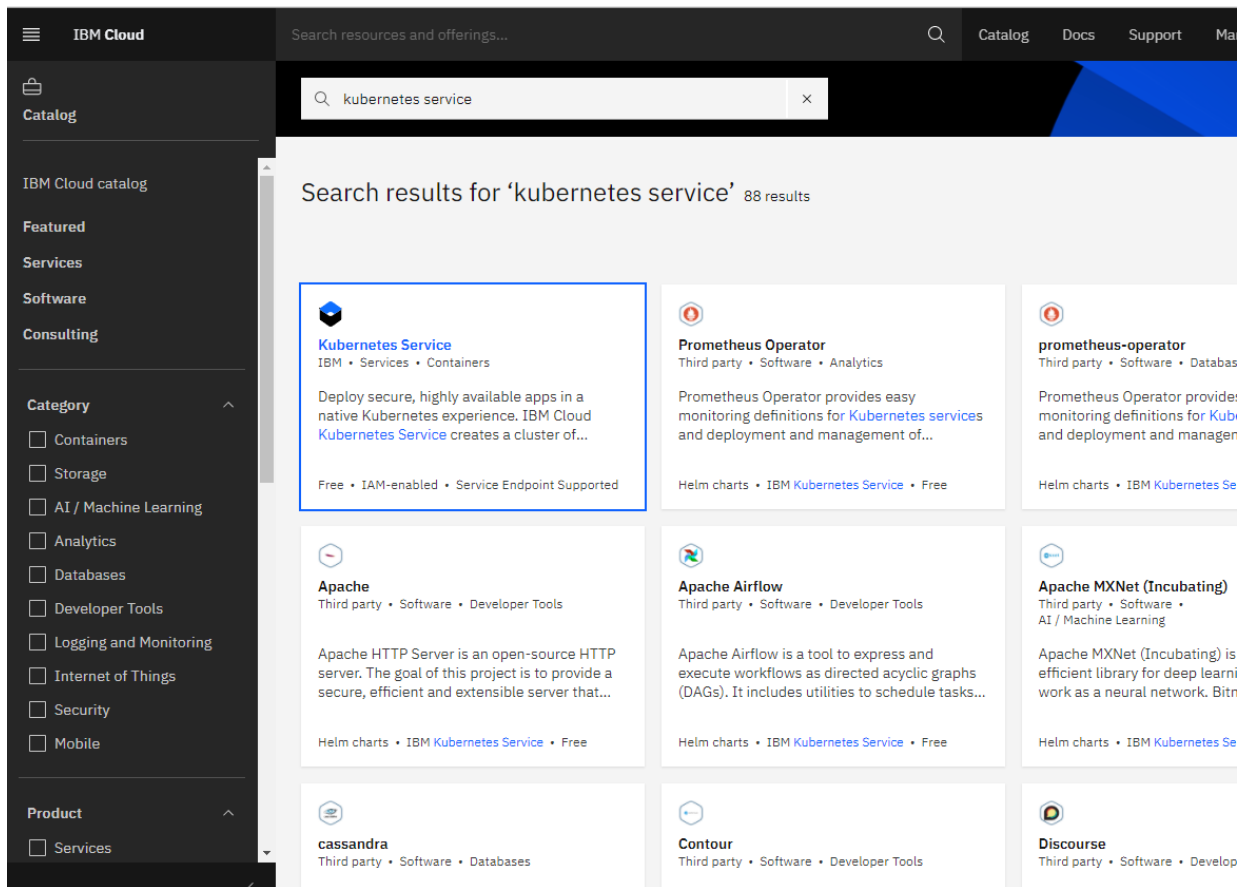 IBM Cloud
Search resources and offerings...
Catalog
Docs
Support
Catalog
kubernetes service
IBM Cloud catalog
Featured
Services
Software
Consulting
Category
Containers
Storage
AI / Machine Learning
Analytics
Databases
Developer Tools
Logging and Monitoring
Internet of Things
Security
Mobile
Product
Services
Search results for ‘kubernetes service’ 88 results
Kubernetes Service
IBM • Services • Containers
Deploy secure, highly available apps in a
native Kubernetes experience. IBM Cloud
Kubernetes Service creates a cluster of...
Free • IAM-enabled • Service Endpoint Supported
Prometheus Operator
Third party • Software • Analytics
Prometheus Operator provides easy
monitoring definitions for Kubernetes services
and deployment and management of...
Helm charts • IBM Kubernetes Service • Free
prometheus-operator
Third party • Software •
Prometheus Operator provides
monitoring definitions for
and deployment and
Helm charts • IBM Kubernetes
Apache
Third party • Software • Developer Tools
Apache HTTP Server is an open-source HTTP
server. The goal of this project is to provide a
secure, efficient and extensible server that...
Helm charts • IBM Kubernetes Service • Free
Apache Airflow
Third party • Software • Developer Tools
Apache Airflow is a tool to express and
execute workflows as directed acyclic graphs
(DAGs). It includes utilities to schedule tasks...
Helm charts • IBM Kubernetes Service • Free
Apache MXNet (Incubating)
Third party • Software •
AI / Machine Learning
Apache MXNet (Incubating) is
efficient library for deep
work as a neural network.
Helm charts • IBM Kubernetes
cassandra
Third party • Software • Databases
Contour
Third party • Software • Developer Tools
Discourse
Third party • Software •